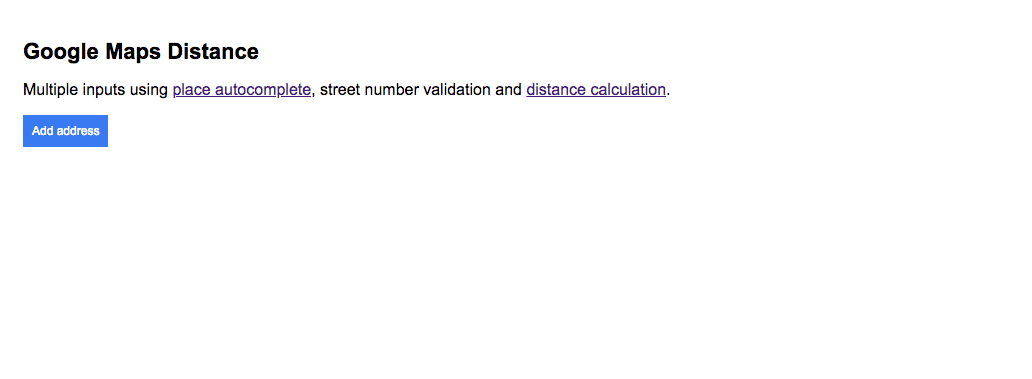 Google Maps Distance
Multiple inputs using place autocomplete, street number validation and distance calculation.
Add address